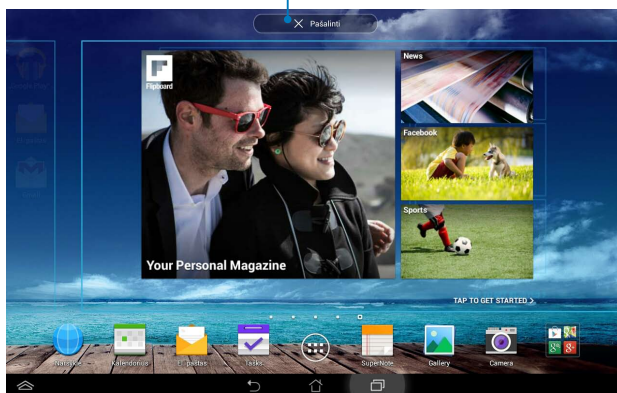 Pašalinti
Flipboard
News
Facebook
Sports
Your Personal Magazine
TAP TO GET STARTED >
Naršyklė
Kalendorius
El. paštas
Tasks
SuperNote
Gallery
Camera